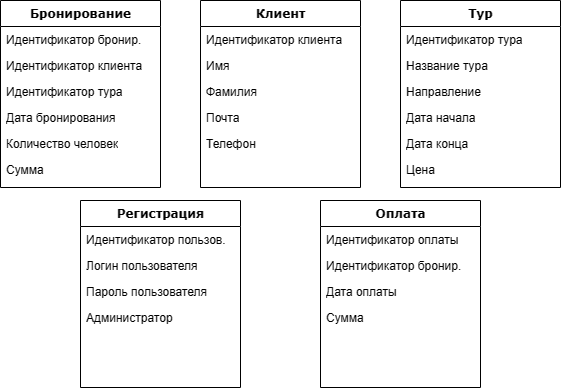 Бронирование
Идентификатор бронир.
Идентификатор клиента
Идентификатор тура
Дата бронирования
Количество человек
Сумма
Клиент
Идентификатор клиента
Имя
Фамилия
Почта
Телефон
Тур
Идентификатор тура
Название тура
Направление
Дата начала
Дата конца
Цена
Регистрация
Идентификатор пользов.
Логин пользователя
Пароль пользователя
Администратор
Оплата
Идентификатор оплаты
Идентификатор бронир.
Дата оплаты
Сумма